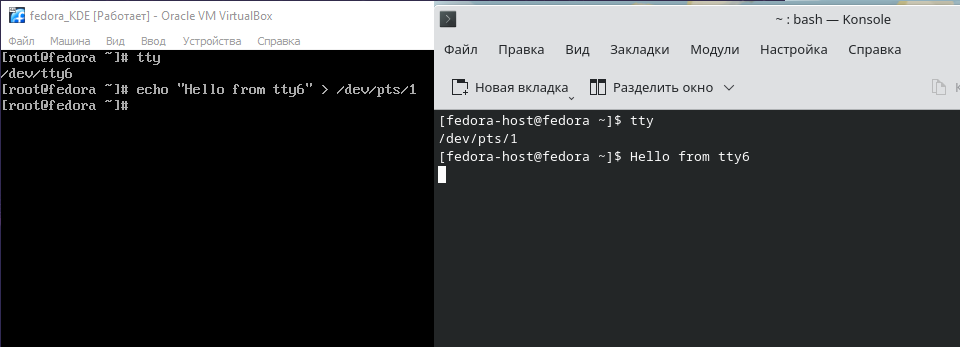 fedora_KDE [Работает] - Oracle VM VirtualBox
Файл Машина Вид Ввод Устройства Справка
[root@fedora ~]# tty
/dev/tty6
[root@fedora ~]# echo "Hello from tty6" > /dev/pts/1
[root@fedora ~]#
~ : bash — Konsole
Файл Правка Вид Закладки Модули Настройка Справка
Новая вкладка Разделить окно
[fedora-host@fedora ~]$ tty
/dev/pts/1
[fedora-host@fedora ~]$ Hello from tty6